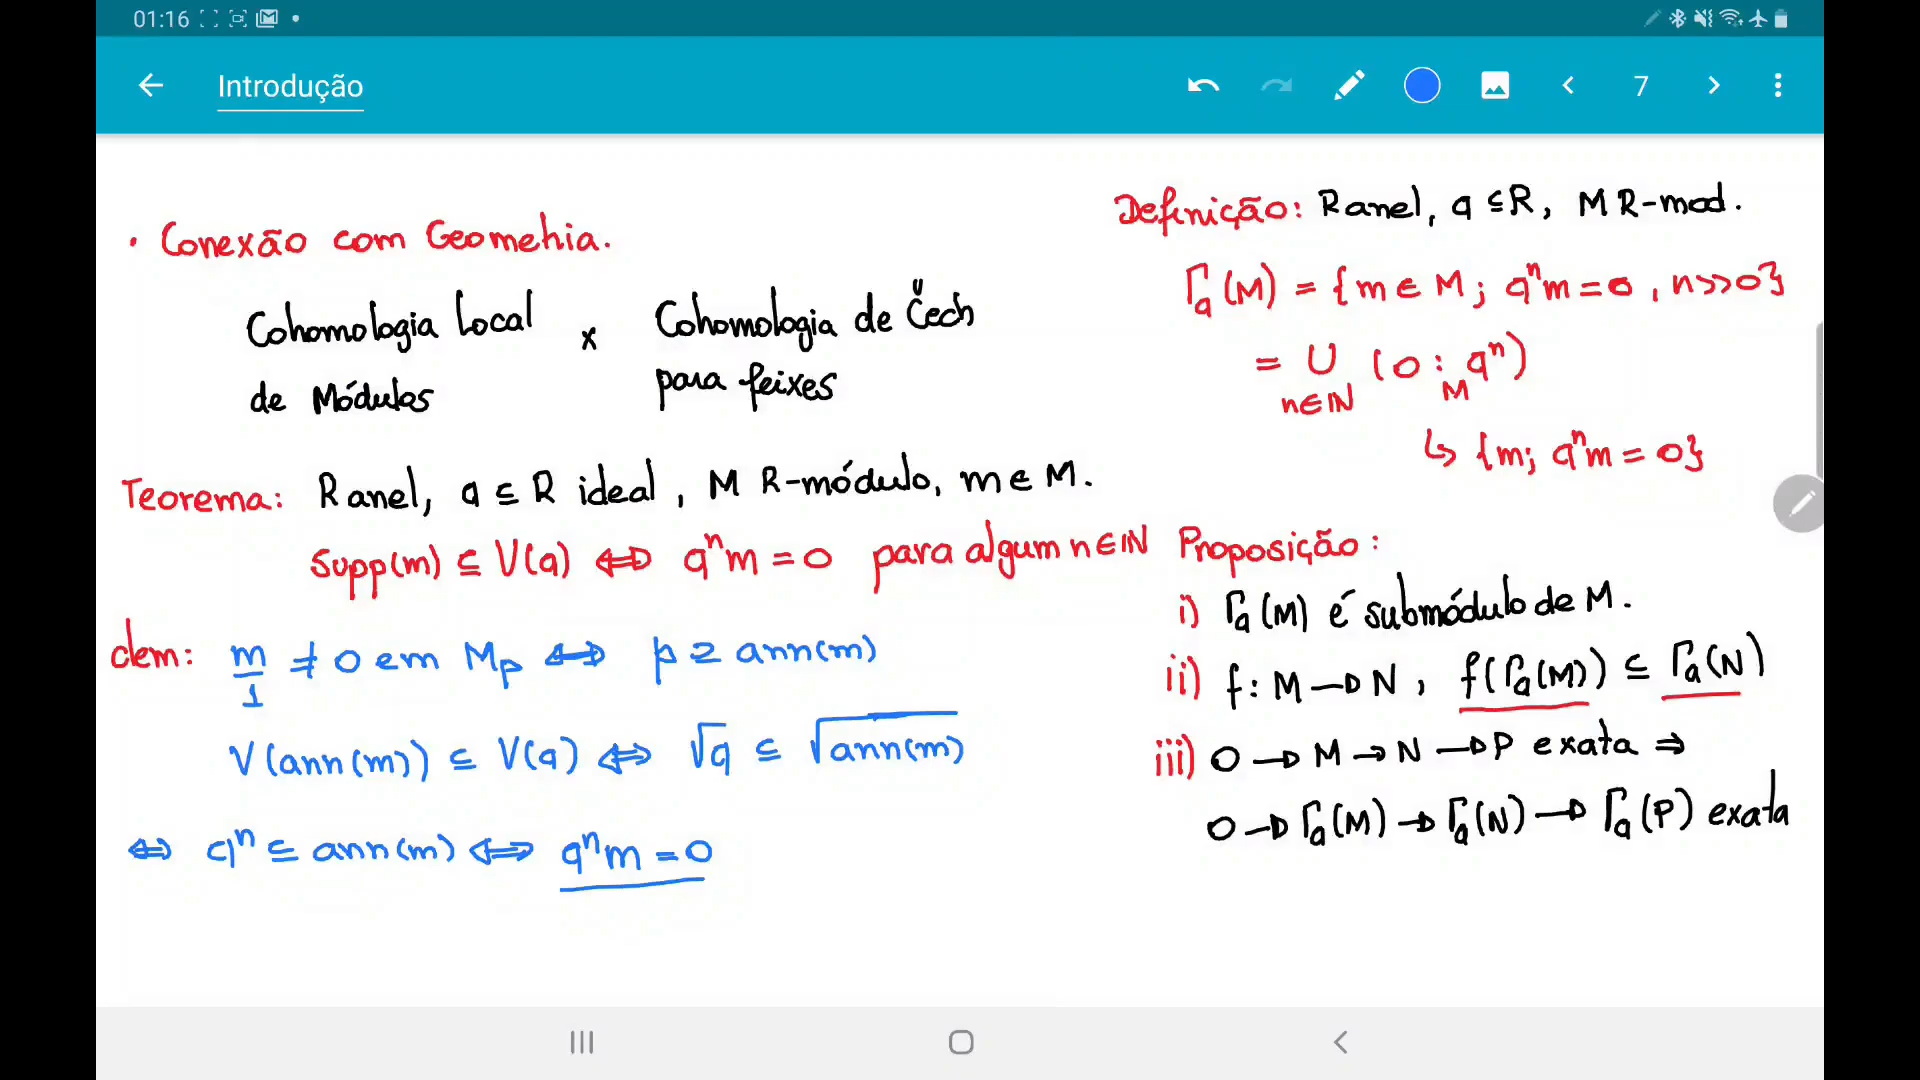 01:16
Introdução
7
• Conexão com Geometria.
Cohomologia Local x Cohomologia de Čech
de Módulos para feixes
Teorema: R anel, a ⊆ R ideal, M R-módulo, m ∈ M.
supp(m) ⊆ V(a) ⟺ aⁿm = 0 para algum n ∈ ℕ
dem: m/1 ≠ 0 em Mₚ ⟺ p ⊇ ann(m)
V(ann(m)) ⊆ V(a) ⟺ √a ⊆ √ann(m)
⟺ aⁿ ⊆ ann(m) ⟺ aⁿm = 0
Definição: R anel, a ⊆ R, M R-mod.
Γₐ(M) = {m ∈ M; aⁿm = 0, n >> 0}
= ∪_{n∈ℕ} (0 :_M aⁿ)
↳ {m; aⁿm = 0}
Proposição:
i) Γₐ(M) é submódulo de M.
ii) f: M → N, f(Γₐ(M)) ⊆ Γₐ(N)
iii) 0 → M → N → P exata ⇒
0 → Γₐ(M) → Γₐ(N) → Γₐ(P) exata